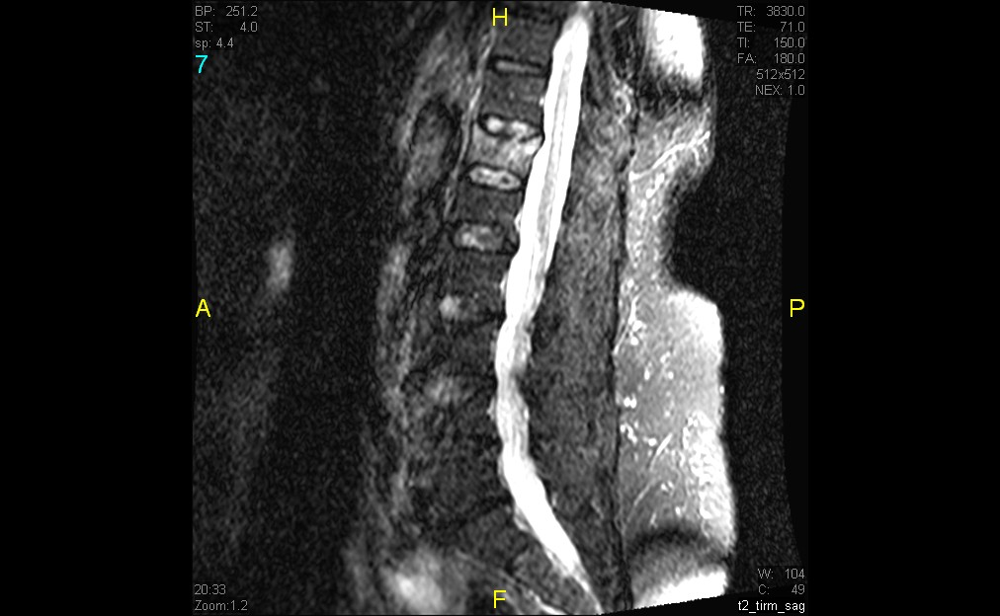 BP: 251.2
ST: 4.0
sp: 4.4
7
H
TR: 3830.0
TE: 71.0
TI: 150.0
FA: 180.0
512x512
NEX: 1.0
A
P
20:33
Zoom:1.2
F
W: 104
C: 49
t2_tirm_sag